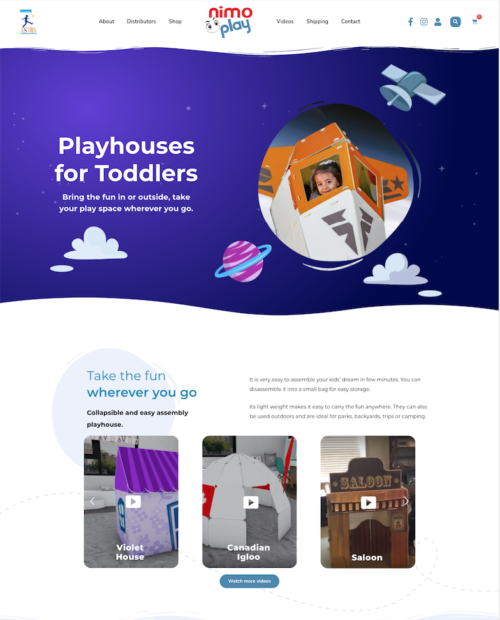 About
Distributors
Shop
nimo
play
Videos
Shipping
Contact
Playhouses
for Toddlers
Bring the fun in or outside, take
your play space wherever you go.
Take the fun
wherever you go
Collapsible and easy assembly
playhouse.
It is very easy to assemble your kids' dream in few minutes. You can
disassemble it into a small bag for easy storage.
Its light weight makes it easy to carry the fun anywhere. They can also
be used outdoors and are ideal for parks, backyards, trips or camping.
Violet
House
Canadian
Igloo
SALOON
Saloon
Watch more videos